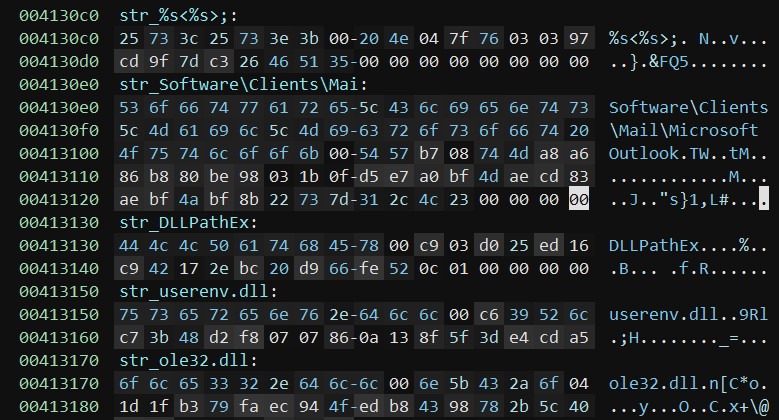 004130c0 str_%s<%s>;:
004130c0 25 73 3c 25 73 3e 3b 00-20 4e 04 7f 76 03 03 97 %s<%s>;. N..v...
004130d0 cd 9f 7d c3 26 46 51 35-00 00 00 00 00 00 00 00 ..}.&FQ5........
004130e0 str_Software\Clients\Mai:
004130e0 53 6f 66 74 77 61 72 65-5c 43 6c 69 65 6e 74 73 Software\Clients
004130f0 5c 4d 61 69 6c 5c 4d 69-63 72 6f 73 6f 66 74 20 \Mail\Microsoft
00413100 4f 75 74 6c 6f 6f 6b 00-54 57 b7 08 74 4d a8 a6 Outlook.TW..tM..
00413110 86 b8 80 be 98 03 1b 0f-d5 e7 a0 bf 4d ae cd 83 ............M...
00413120 ae bf 4a bf 8b 22 73 7d-31 2c 4c 23 00 00 00 00 ..J.."s}1,L#....
00413130 str_DLLPathEx:
00413130 44 4c 4c 50 61 74 68 45-78 00 c9 03 d0 25 ed 16 DLLPathEx....%..
00413140 c9 42 17 2e bc 20 d9 66-fe 52 0c 01 00 00 00 00 .B... .f.R......
00413150 str_userenv.dll:
00413150 75 73 65 72 65 6e 76 2e-64 6c 6c 00 c6 39 52 6c userenv.dll..9Rl
00413160 c7 3b 48 d2 f8 07 07 86-0a 13 8f 5f 3d e4 cd a5 .;H........_=...
00413170 str_ole32.dll:
00413170 6f 6c 65 33 32 2e 64 6c-6c 00 6e 5b 43 2a 6f 04 ole32.dll.n[C*o.
00413180 1d 1f b3 79 fa ec 94 4f-ed b8 43 98 78 2b 5c 40 ...y...O..C.x+\@